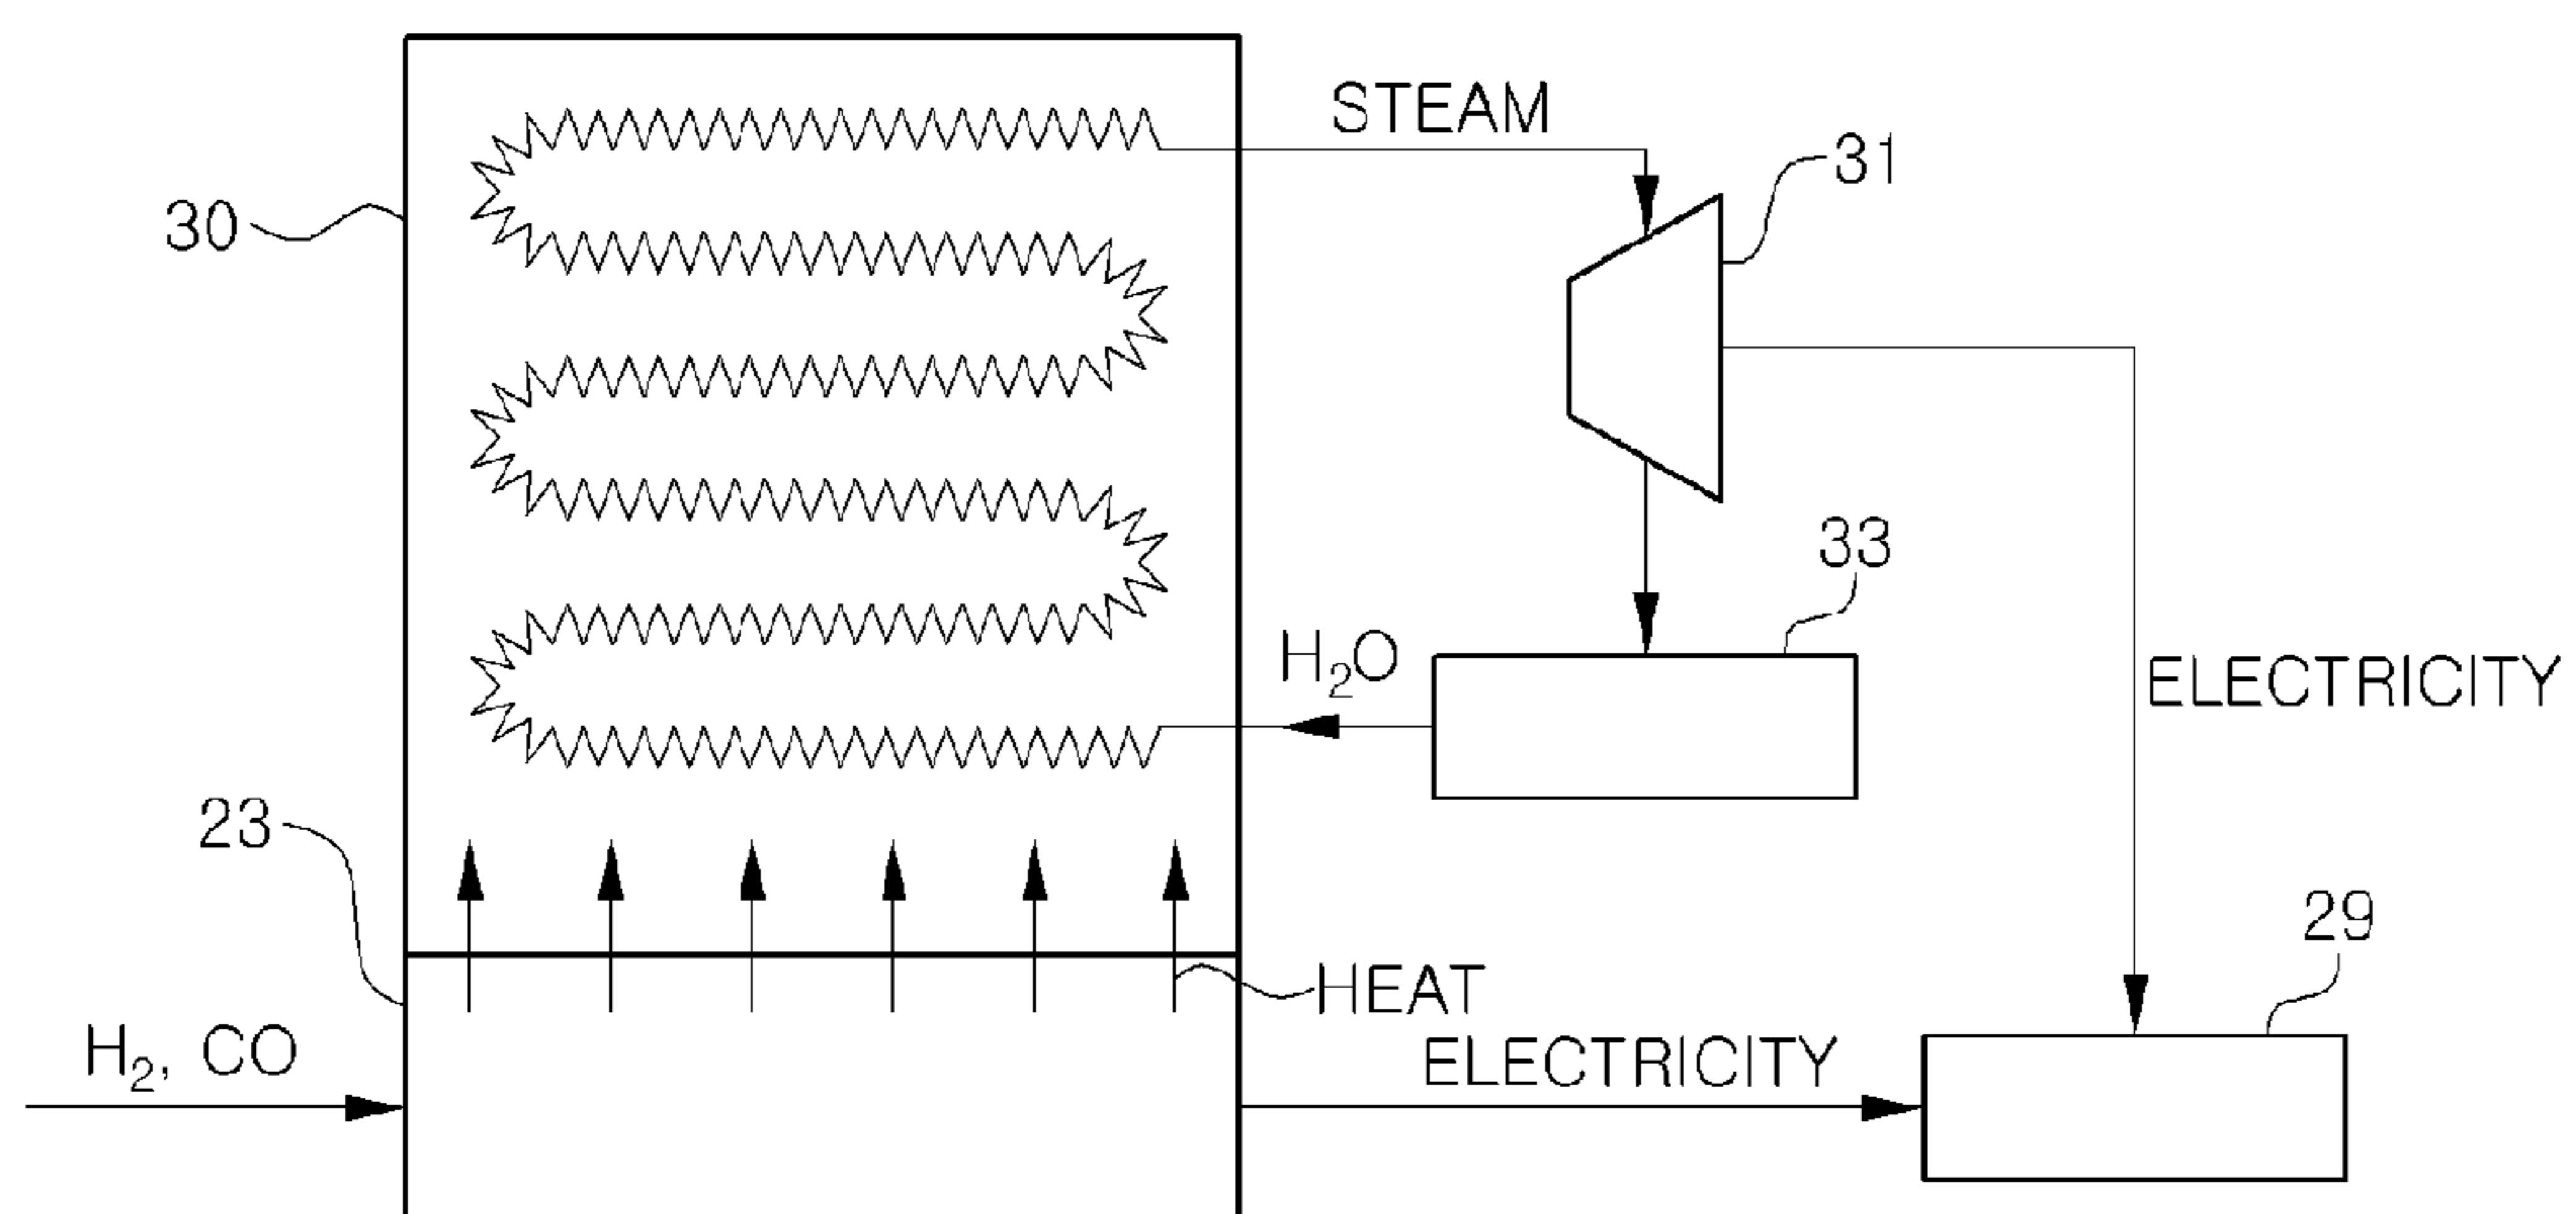 STEAM
31
30
33
H₂O
ELECTRICITY
23
29
HEAT
H₂, CO
ELECTRICITY